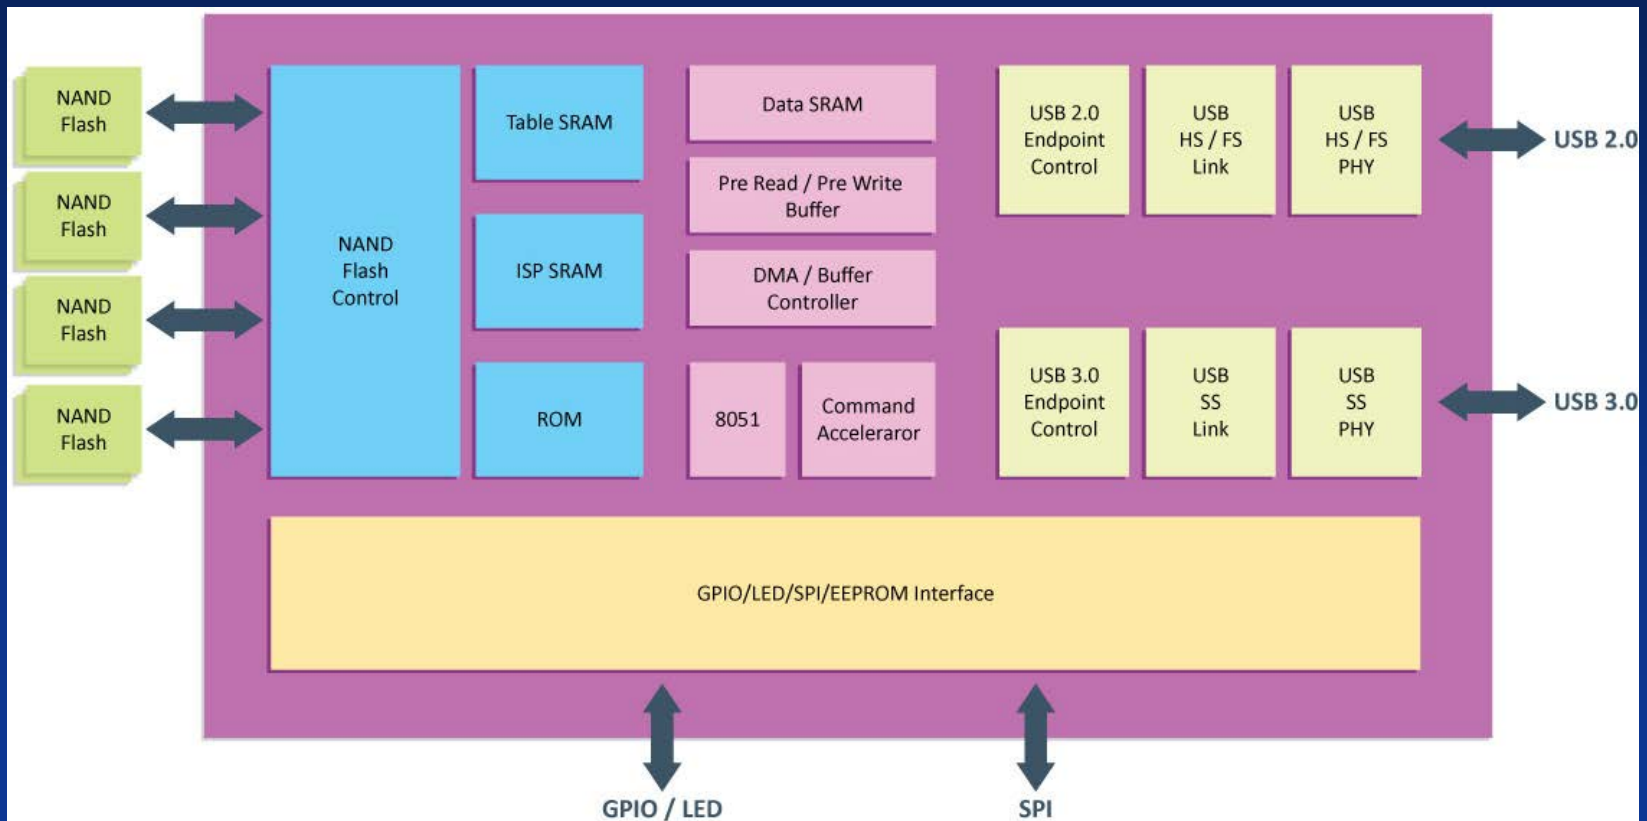 NAND
Flash
NAND
Flash
NAND
Flash
NAND
Flash
NAND
Flash
Control
Table SRAM
ISP SRAM
ROM
Data SRAM
Pre Read / Pre Write
Buffer
DMA / Buffer
Controller
8051
Command
Acceleraror
USB 2.0
Endpoint
Control
USB
HS / FS
Link
USB
HS / FS
PHY
USB 2.0
USB 3.0
Endpoint
Control
USB
SS
Link
USB
SS
PHY
USB 3.0
GPIO/LED/SPI/EEPROM Interface
GPIO / LED
SPI